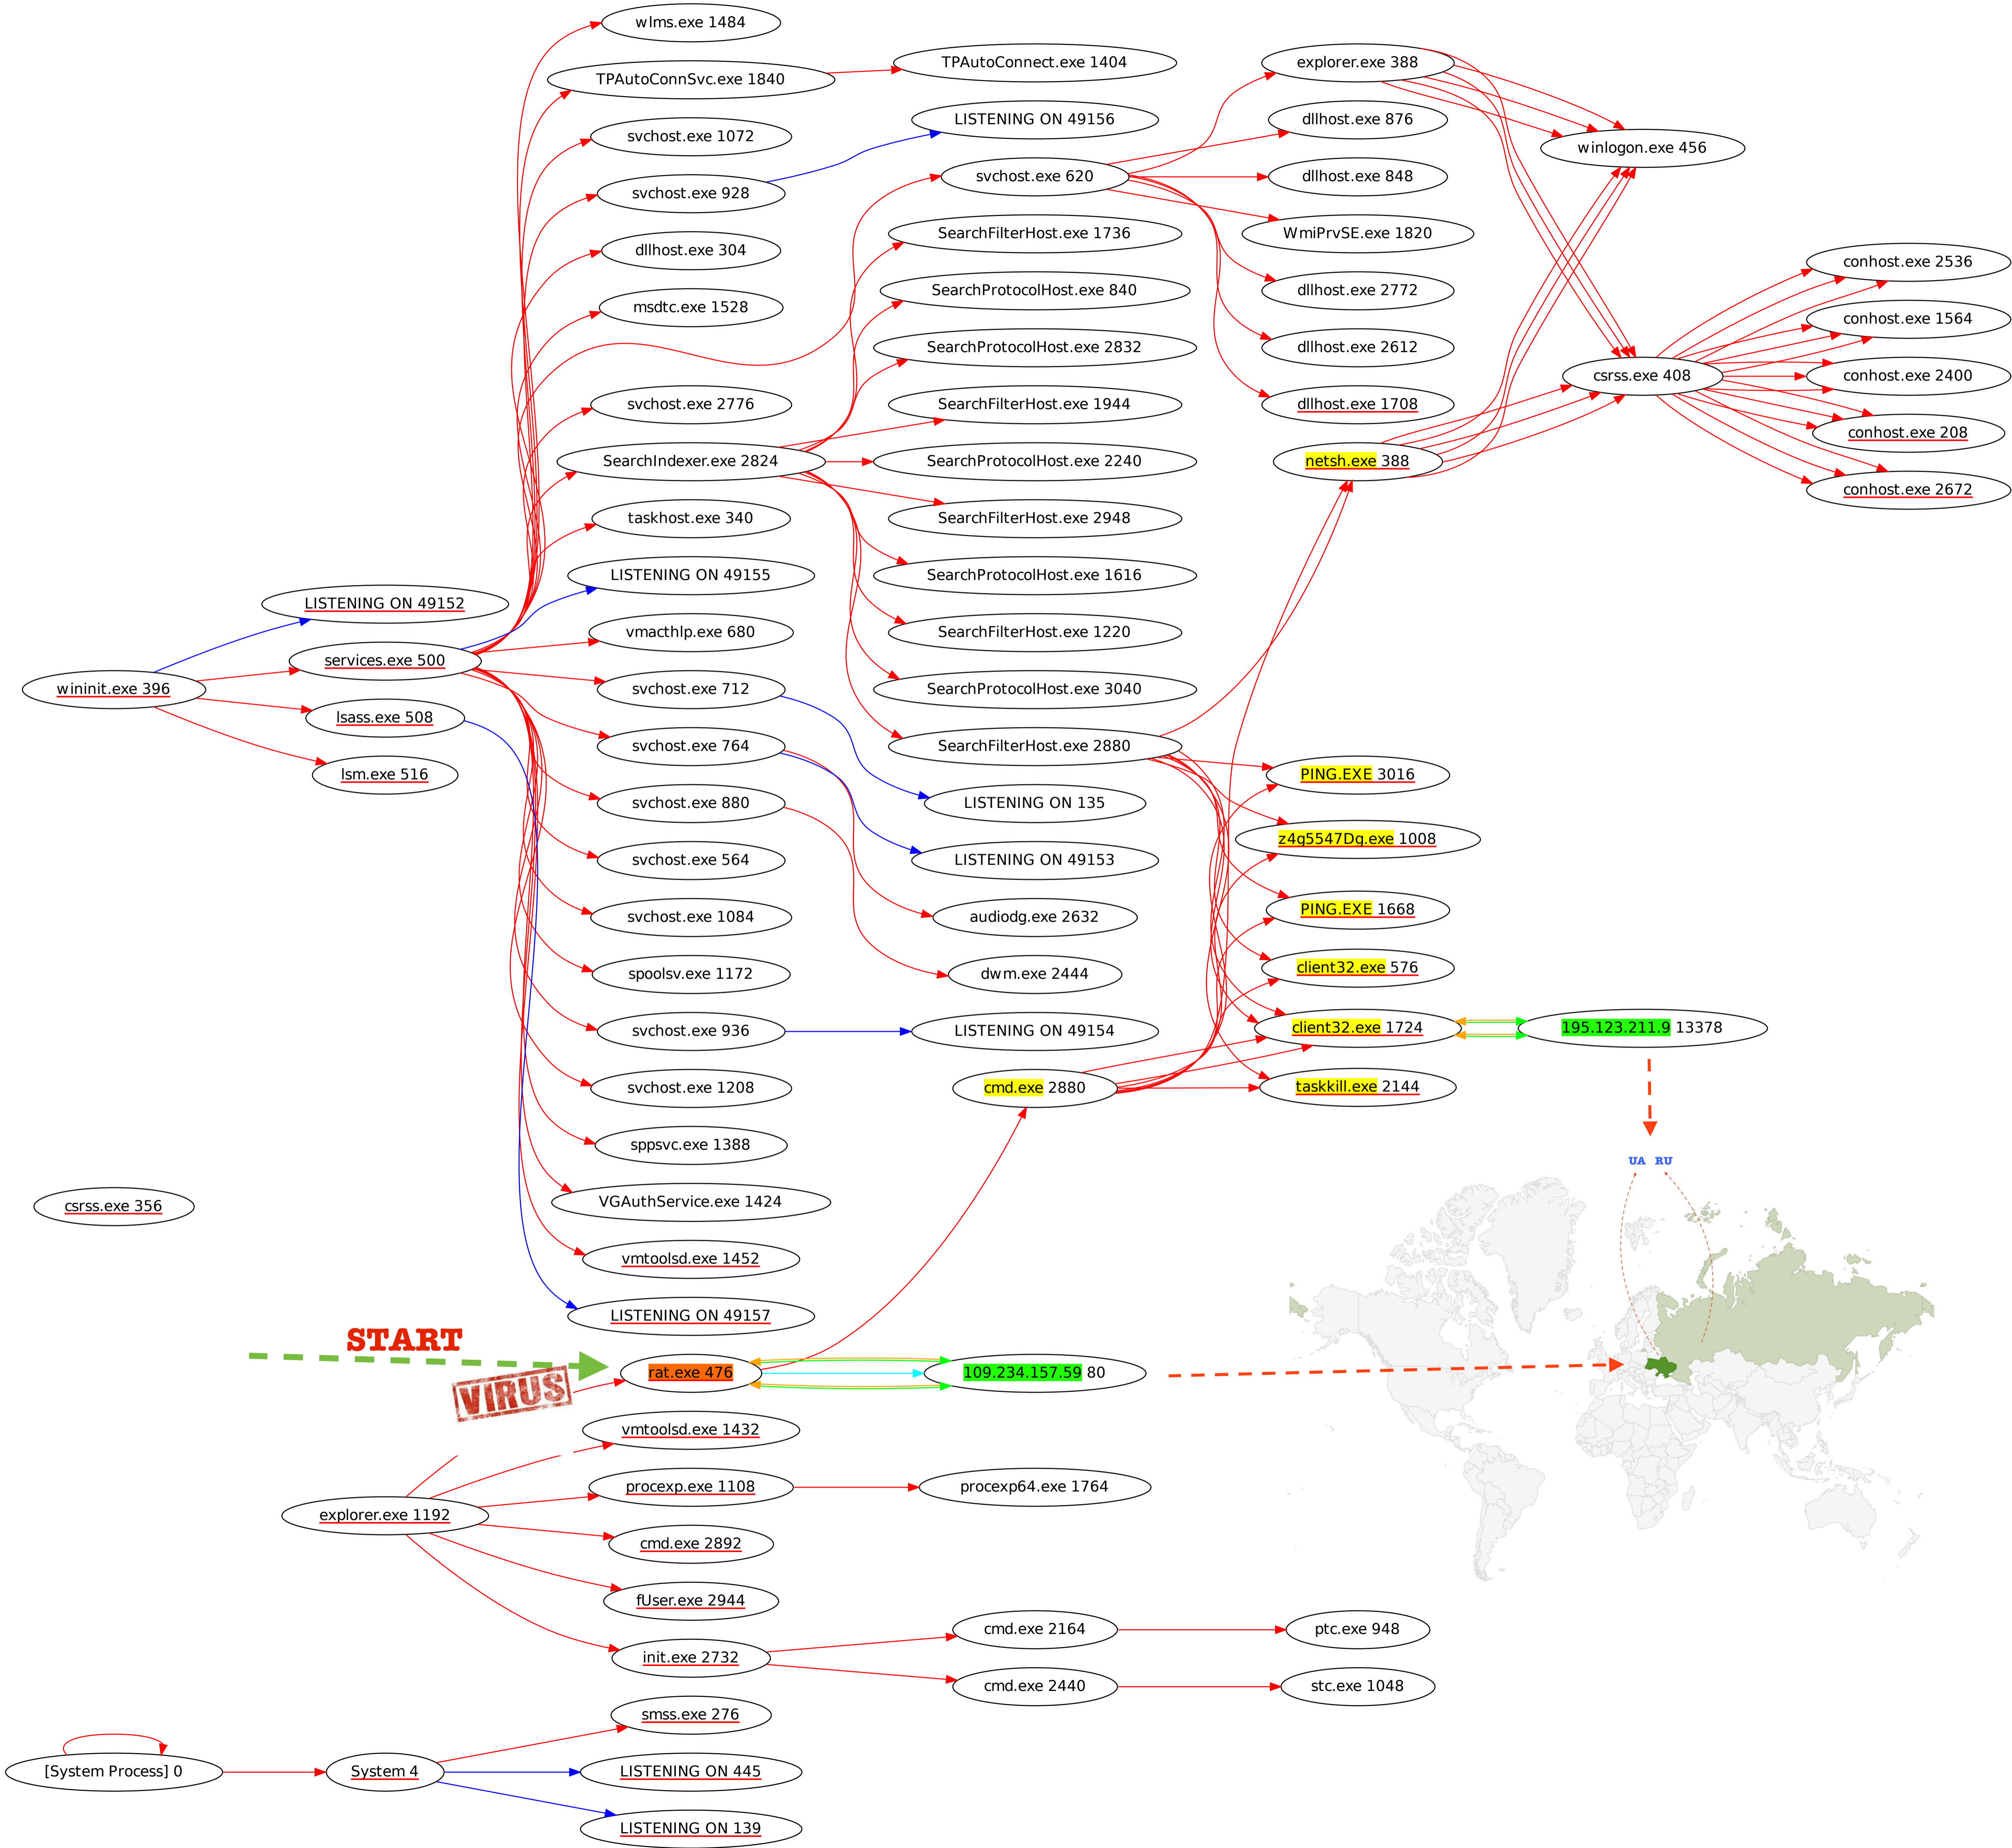 wlms.exe 1484
TPAutoConnSvc.exe 1840
TPAutoConnect.exe 1404
explorer.exe 388
svchost.exe 1072
LISTENING ON 49156
dllhost.exe 876
winlogon.exe 456
svchost.exe 928
svchost.exe 620
dllhost.exe 848
dllhost.exe 304
SearchFilterHost.exe 1736
WmiPrvSE.exe 1820
msdtc.exe 1528
SearchProtocolHost.exe 840
dllhost.exe 2772
conhost.exe 2536
SearchProtocolHost.exe 2832
dllhost.exe 2612
conhost.exe 1564
svchost.exe 2776
SearchFilterHost.exe 1944
dllhost.exe 1708
csrss.exe 408
conhost.exe 2400
SearchIndexer.exe 2824
SearchProtocolHost.exe 2240
netsh.exe 388
conhost.exe 208
taskhost.exe 340
SearchFilterHost.exe 2948
conhost.exe 2672
LISTENING ON 49155
SearchProtocolHost.exe 1616
LISTENING ON 49152
vmacthlp.exe 680
SearchFilterHost.exe 1220
services.exe 500
wininit.exe 396
svchost.exe 712
SearchProtocolHost.exe 3040
lsass.exe 508
svchost.exe 764
SearchFilterHost.exe 2880
lsm.exe 516
PING.EXE 3016
svchost.exe 880
LISTENING ON 135
z4g5547Dg.exe 1008
svchost.exe 564
LISTENING ON 49153
PING.EXE 1668
svchost.exe 1084
audiodg.exe 2632
client32.exe 576
spoolsv.exe 1172
dwm.exe 2444
client32.exe 1724
195.123.211.9 13378
svchost.exe 936
LISTENING ON 49154
svchost.exe 1208
cmd.exe 2880
taskkill.exe 2144
sppsvc.exe 1388
UA RU
csrss.exe 356
VGAuthService.exe 1424
vmtoolsd.exe 1452
LISTENING ON 49157
START
VIRUS
rat.exe 476
109.234.157.59 80
vmtoolsd.exe 1432
procexp.exe 1108
procexp64.exe 1764
explorer.exe 1192
cmd.exe 2892
fUser.exe 2944
init.exe 2732
cmd.exe 2164
ptc.exe 948
cmd.exe 2440
stc.exe 1048
smss.exe 276
[System Process] 0
System 4
LISTENING ON 445
LISTENING ON 139